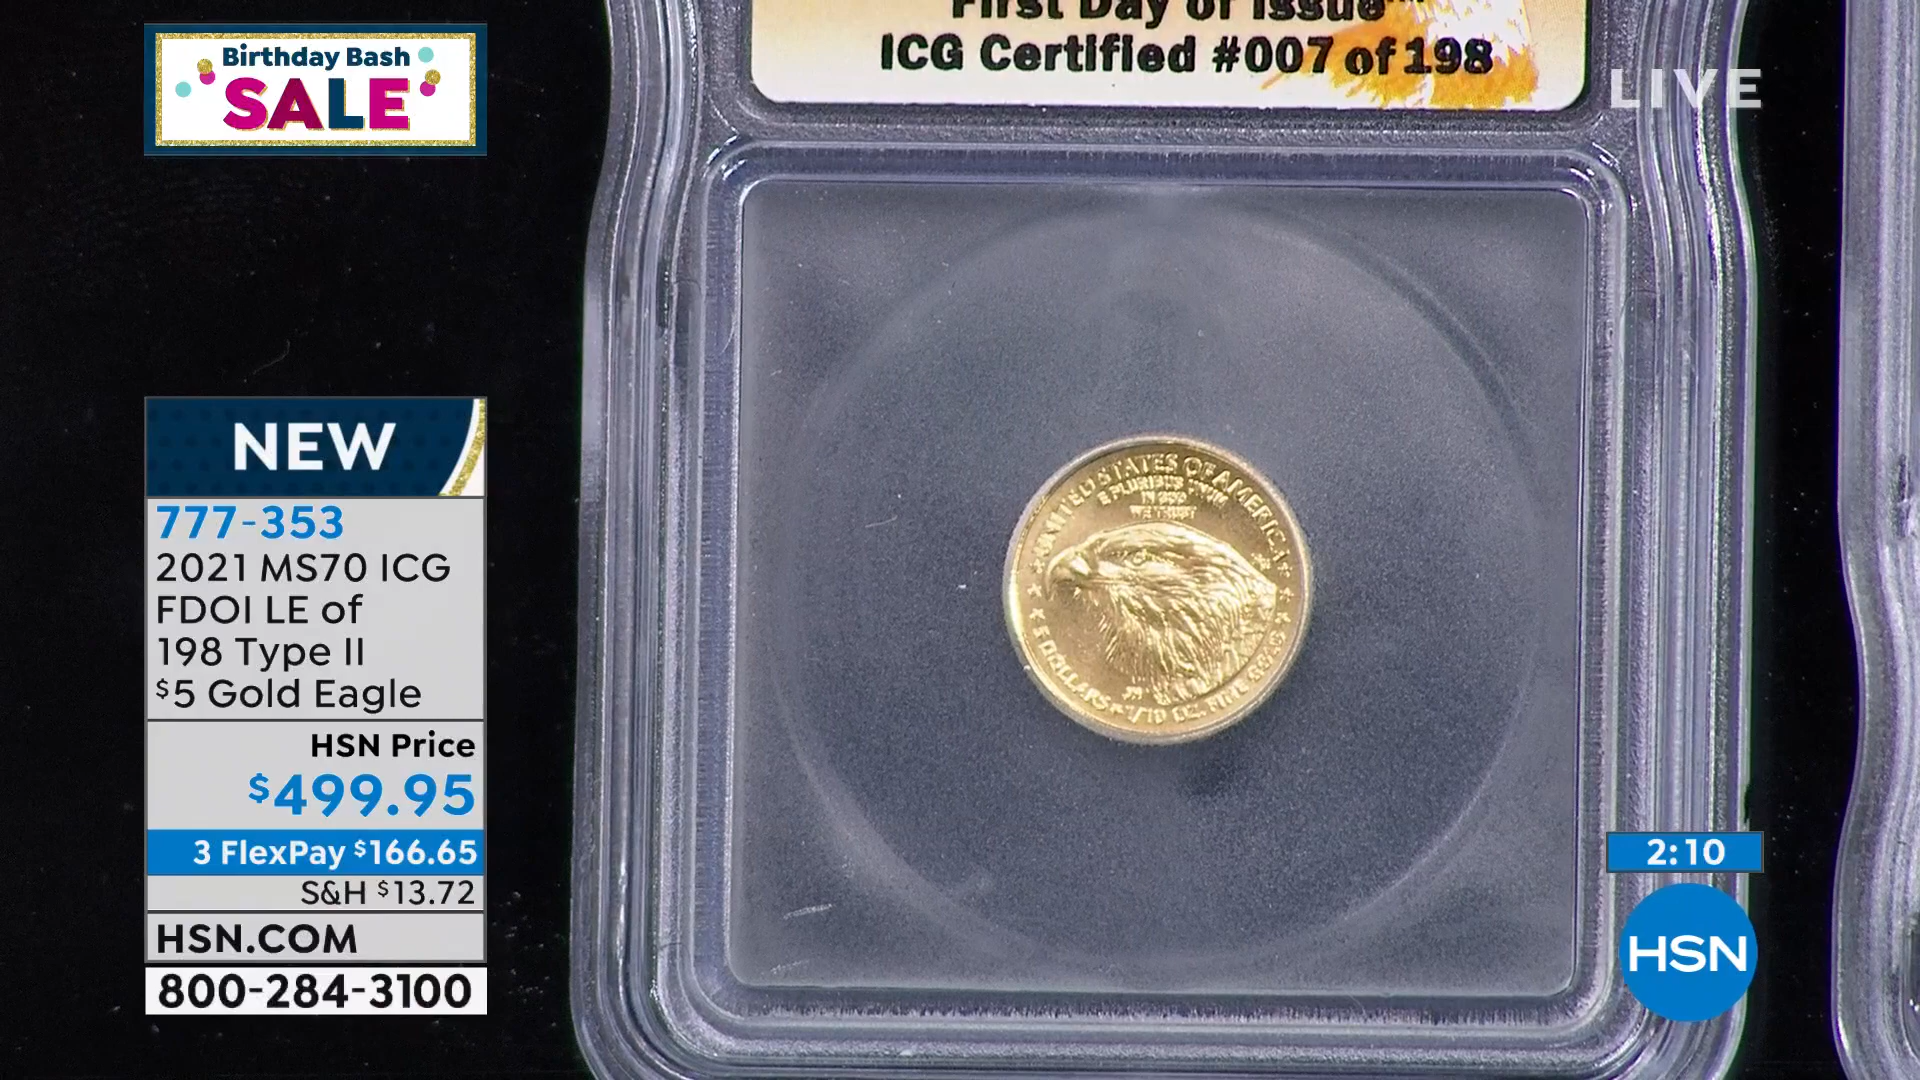 Birthday Bash
SALE
First Day of Issue
ICG Certified #007 of 198
LIVE
NEW
777-353
2021 MS70 ICG
FDOI LE of
198 Type II
$5 Gold Eagle
HSN Price
$499.95
3 FlexPay $166.65
S&H $13.72
HSN.COM
800-284-3100
UNITED STATES OF AMERICA
E PLURIBUS UNUM
IN GOD
WE TRUST
5 DOLLARS 1/10 OZ. FINE GOLD
2:10
HSN